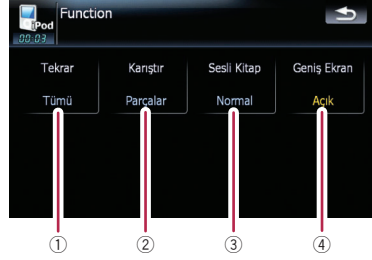 Function
iPod
00:03
Tekrar Karıştır Sesli Kitap Geniş Ekran
Tümü Parçalar Normal Açık
① ② ③ ④